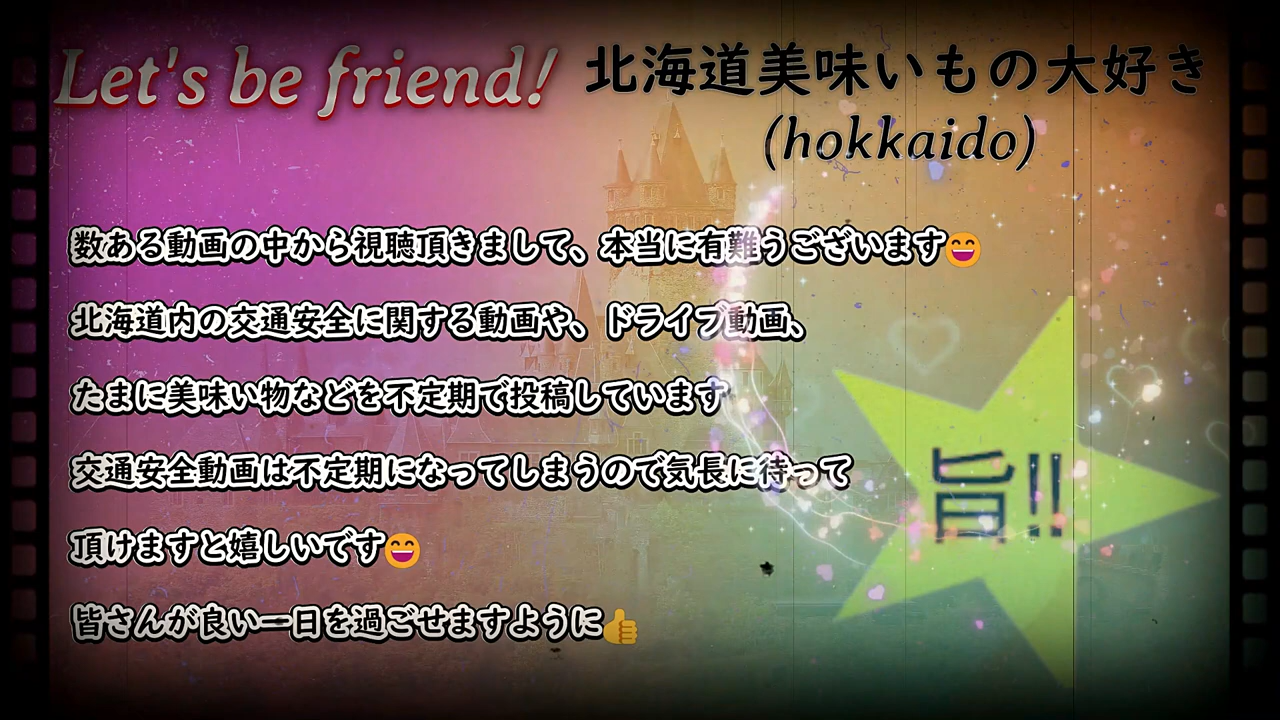 Let's be friend!
北海道美味いもの大好き
(hokkaido)
数ある動画の中から視聴頂きまして、本当に有難うございます😄
北海道内の交通安全に関する動画や、ドライブ動画、
たまに美味い物などを不定期で投稿しています
交通安全動画は不定期になってしまうので気長に待って
頂けますと嬉しいです😄
皆さんが良い一日を過ごせますように👍
旨!!